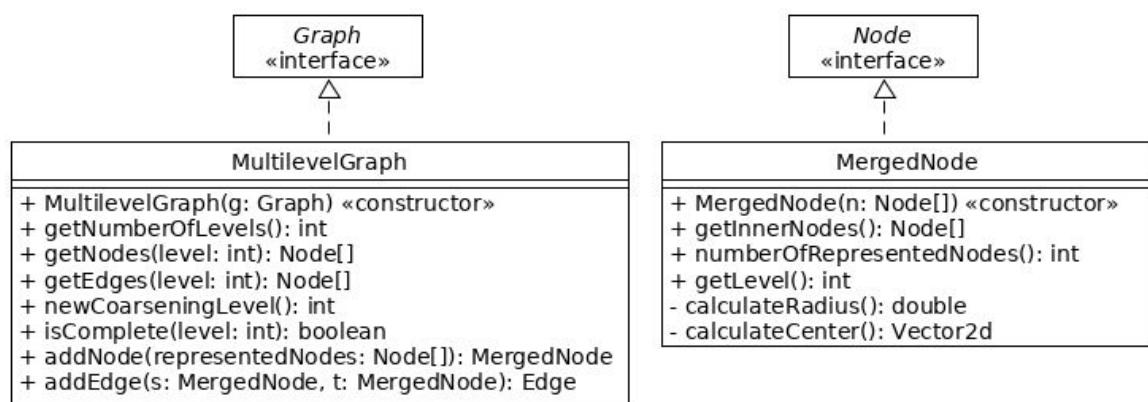 Graph
«interface»
Node
«interface»
MultilevelGraph
+ MultilevelGraph(g: Graph) «constructor»
+ getNumberOfLevels(): int
+ getNodes(level: int): Node[]
+ getEdges(level: int): Node[]
+ newCoarseningLevel(): int
+ isComplete(level: int): boolean
+ addNode(representedNodes: Node[]): MergedNode
+ addEdge(s: MergedNode, t: MergedNode): Edge
MergedNode
+ MergedNode(n: Node[]) «constructor»
+ getInnerNodes(): Node[]
+ numberOfRepresentedNodes(): int
+ getLevel(): int
- calculateRadius(): double
- calculateCenter(): Vector2d